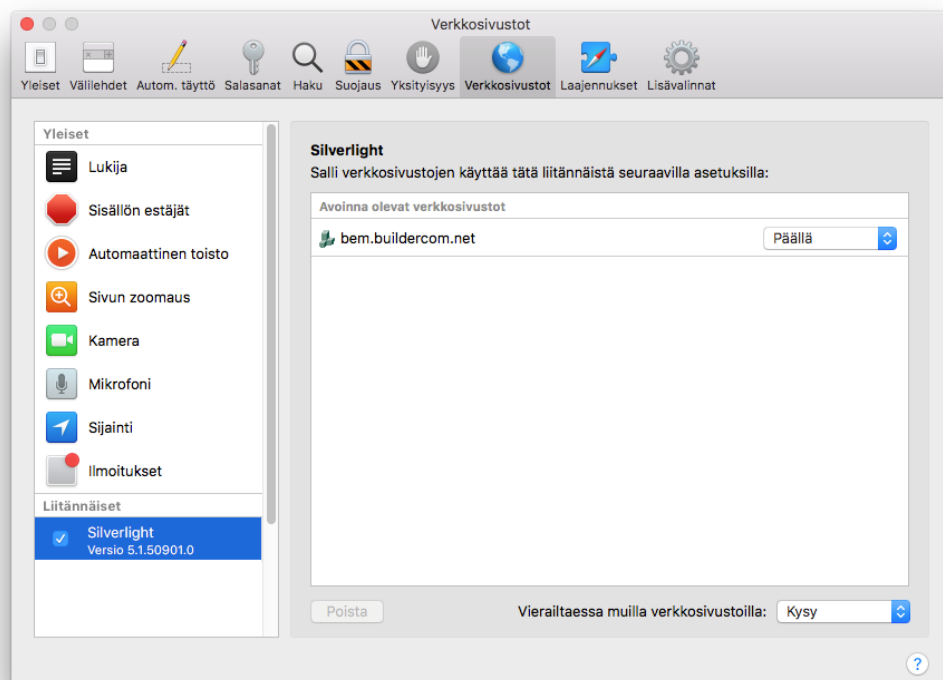 Verkkosivustot
Yleiset Välilehdet Autom. täyttö Salasanat Haku Suojaus Yksityisyys Verkkosivustot Laajennukset Lisävalinnat
Yleiset
Lukija
Sisällön estäjät
Automaattinen toisto
Sivun zoomaus
Kamera
Mikrofoni
Sijainti
Ilmoitukset
Liitännäiset
Silverlight
Versio 5.1.50901.0
Silverlight
Salli verkkosivustojen käyttää tätä liitännäistä seuraavilla asetuksilla:
Avoinna olevat verkkosivustot
bem.buildercom.net Päällä
Poista Vierailtaessa muilla verkkosivustoilla: Kysy
?